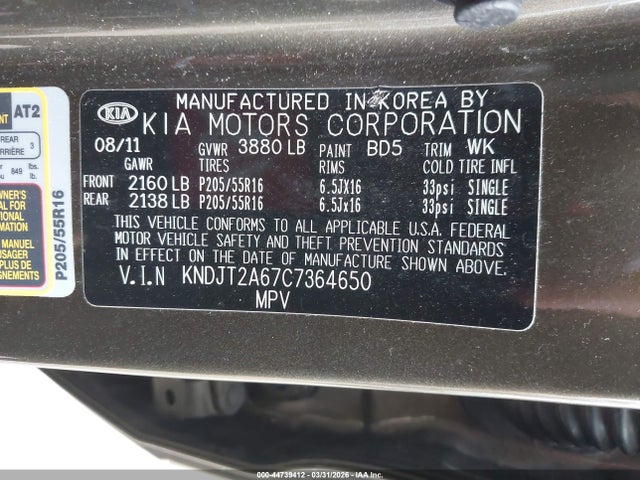 MANUFACTURED IN KOREA BY
KIA KIA MOTORS CORPORATION
08/11 GVWR 3880 LB PAINT BD5 TRIM WK
GAWR TIRES RIMS COLD TIRE INFL
FRONT 2160 LB P205/55R16 6.5JX16 33psi SINGLE
REAR 2138 LB P205/55R16 6.5Jx16 33psi SINGLE
THIS VEHICLE CONFORMS TO ALL APPLICABLE U.S.A. FEDERAL
MOTOR VEHICLE SAFETY AND THEFT PREVENTION STANDARDS
IN EFFECT ON THE DATE OF MANUFACTURE SHOWN ABOVE.
V.I.N KNDJT2A67C7364650
MPV
AT2
REAR 3
849 lbs.
P205/55R16
000-44739412 - 03/31/2026 - IAA Inc.